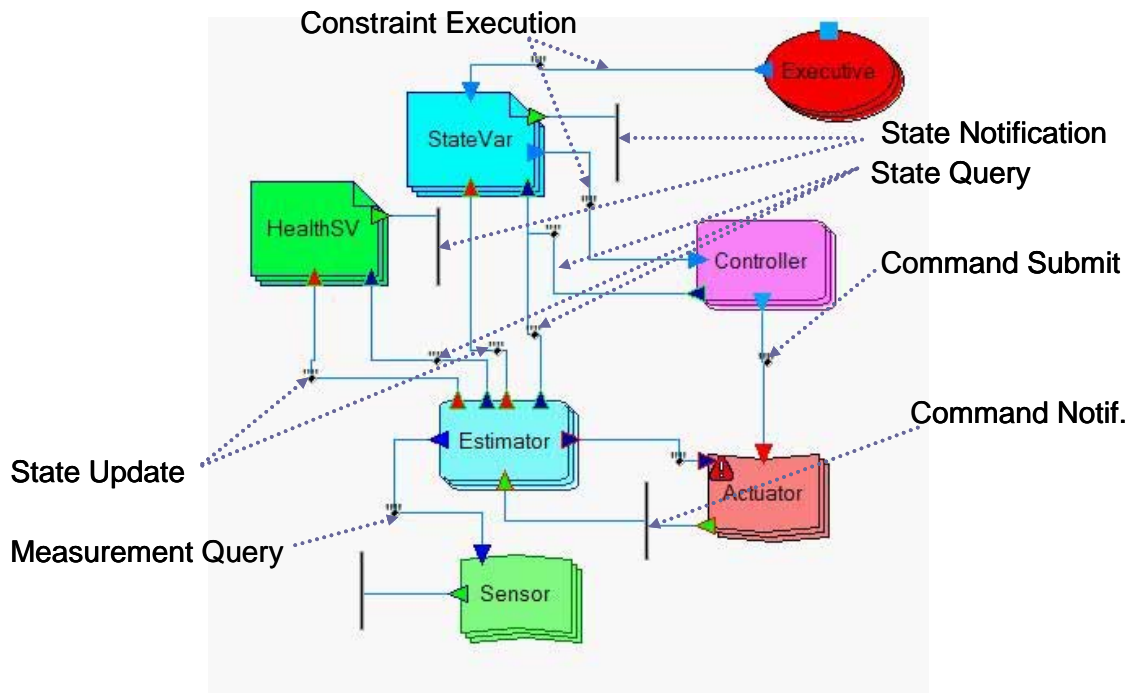 Constraint Execution
Executive
State Notification
StateVar
State Query
HealthSV
Controller
Command Submit
Command Notif.
Estimator
State Update
Actuator
Measurement Query
Sensor